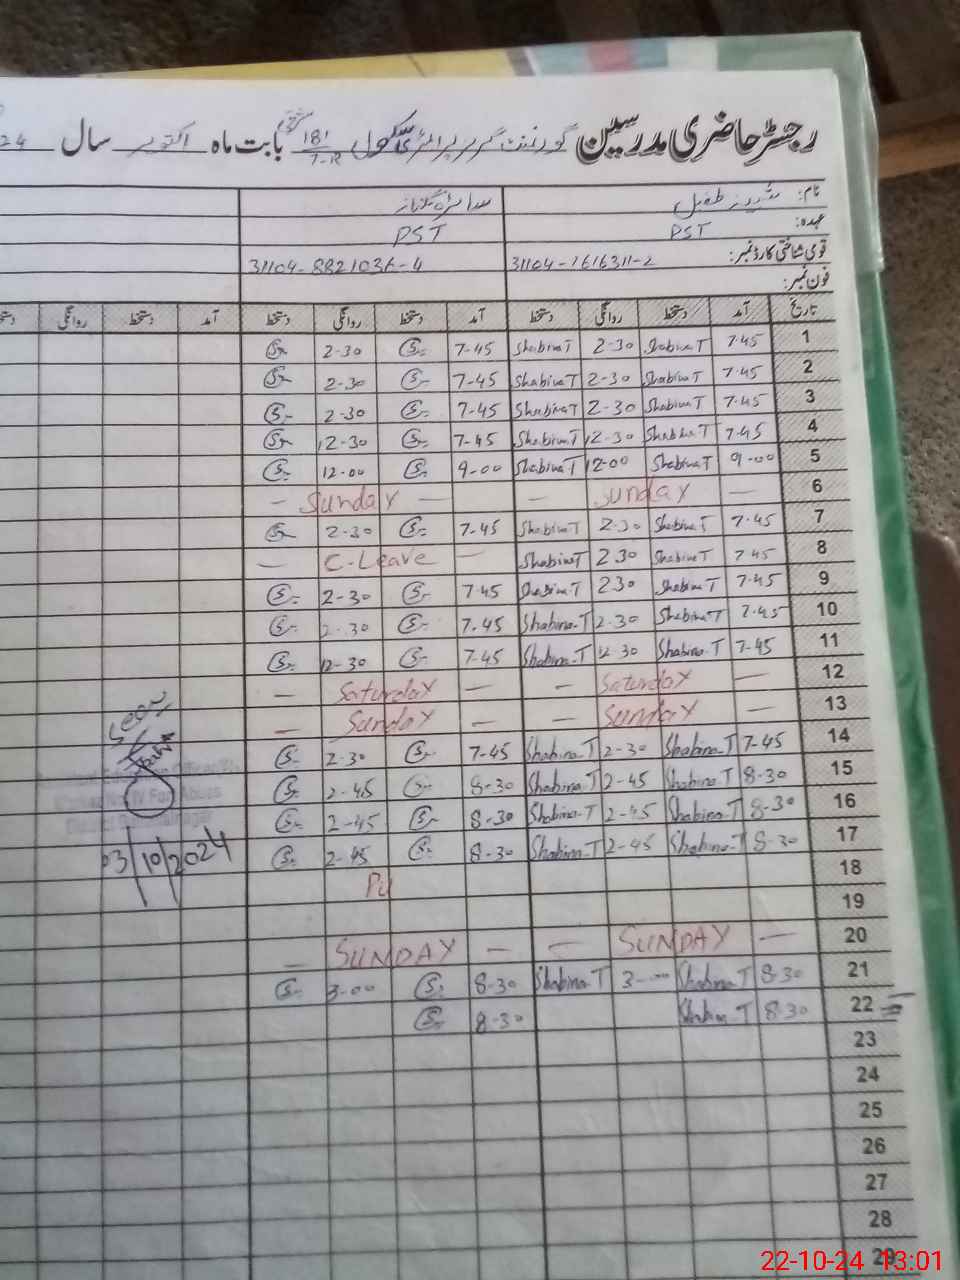 رجسٹر حاضری مدرسین گورنمنٹ گرلز پرائمری سکول 181/7-R بابت ماہ اکتوبر سال 24
نام: شبینہ طفیل
عہدہ: PST PST
قومی شناختی کارڈ نمبر: 31104-1616311-2 31104-8821036-4
فون نمبر:
تاریخ آمد دستخط روانگی دستخط آمد دستخط روانگی دستخط آمد دستخط روانگی
1 7-45 Shabina T 2-30 Shabina T 7-45 2-30
2 7-45 Shabina T 2-30 Shabina T 7-45 2-30
3 7-45 Shabina T 2-30 Shabina T 7-45 2-30
4 7-45 Shabina T 12-30 Shabina T 7-45 12-30
5 9-00 Shabina T 12-00 Shabina T 9-00 12-00
6 — Sunday — — Sunday —
7 7-45 Shabina T 2-30 Shabina T 7-45 2-30
8 7-45 Shabina T 2 30 Shabina T — C-Leave —
9 7-45 Shabina T 2 30 Shabina T 7-45 2-30
10 7-45 Shabina T 2-30 Shabina-T 7-45 2-30
11 7-45 Shabina-T 12-30 Shabina-T 7-45 12-30
12 — Saturday — — Saturday —
13 — Sunday — — Sunday —
14 7-45 Shabina-T 2-30 Shabina-T 7-45 2-30
15 8-30 Shabina-T 2-45 Shabina-T 8-30 2-45
16 8-30 Shabina-T 2-45 Shabina-T 8-30 2-45
17 8-30 Shabina-T 2-45 Shabina-T 8-30 2-45
03/10/2024
18
19
20 — SUNDAY — — SUNDAY —
21 8-30 Shabina-T 3-00 Shabina-T 8-30 3-00
22 8-30 Shabina-T 8-30
23
24
25
26
27
28
29
22-10-24 13:01